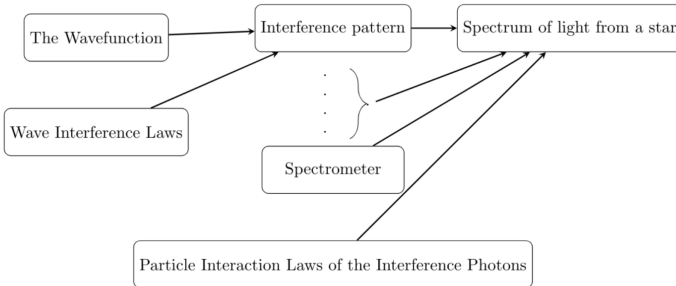 The Wavefunction
Interference pattern
Spectrum of light from a star
Wave Interference Laws
Spectrometer
Particle Interaction Laws of the Interference Photons